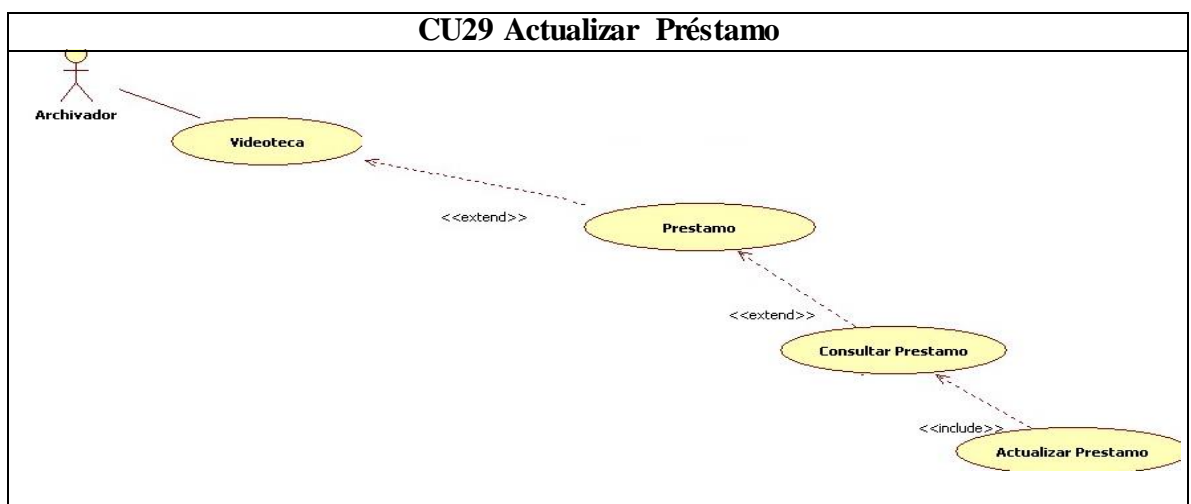 CU29 Actualizar Préstamo
Archivador
Videoteca
<<extend>>
Prestamo
<<extend>>
Consultar Prestamo
<<include>>
Actualizar Prestamo